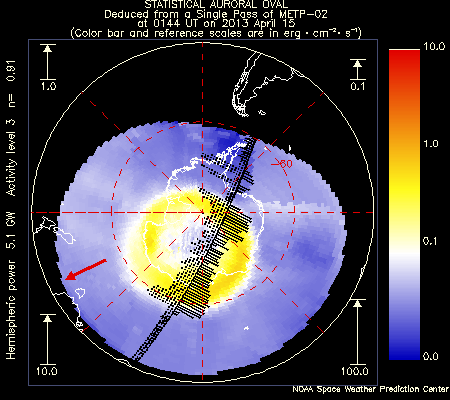 STATISTICAL AURORAL OVAL
Deduced from a Single Pass of METP-02
at 0144 UT on 2013 April 15
(Color bar and reference scales are in erg · cm⁻² · s⁻¹)
Hemispheric power 5.1 GW Activity level 3 n= 0.91
1.0
0.1
10.0
100.0
-60
10.0
1.0
0.1
0.0
NOAA Space Weather Prediction Center